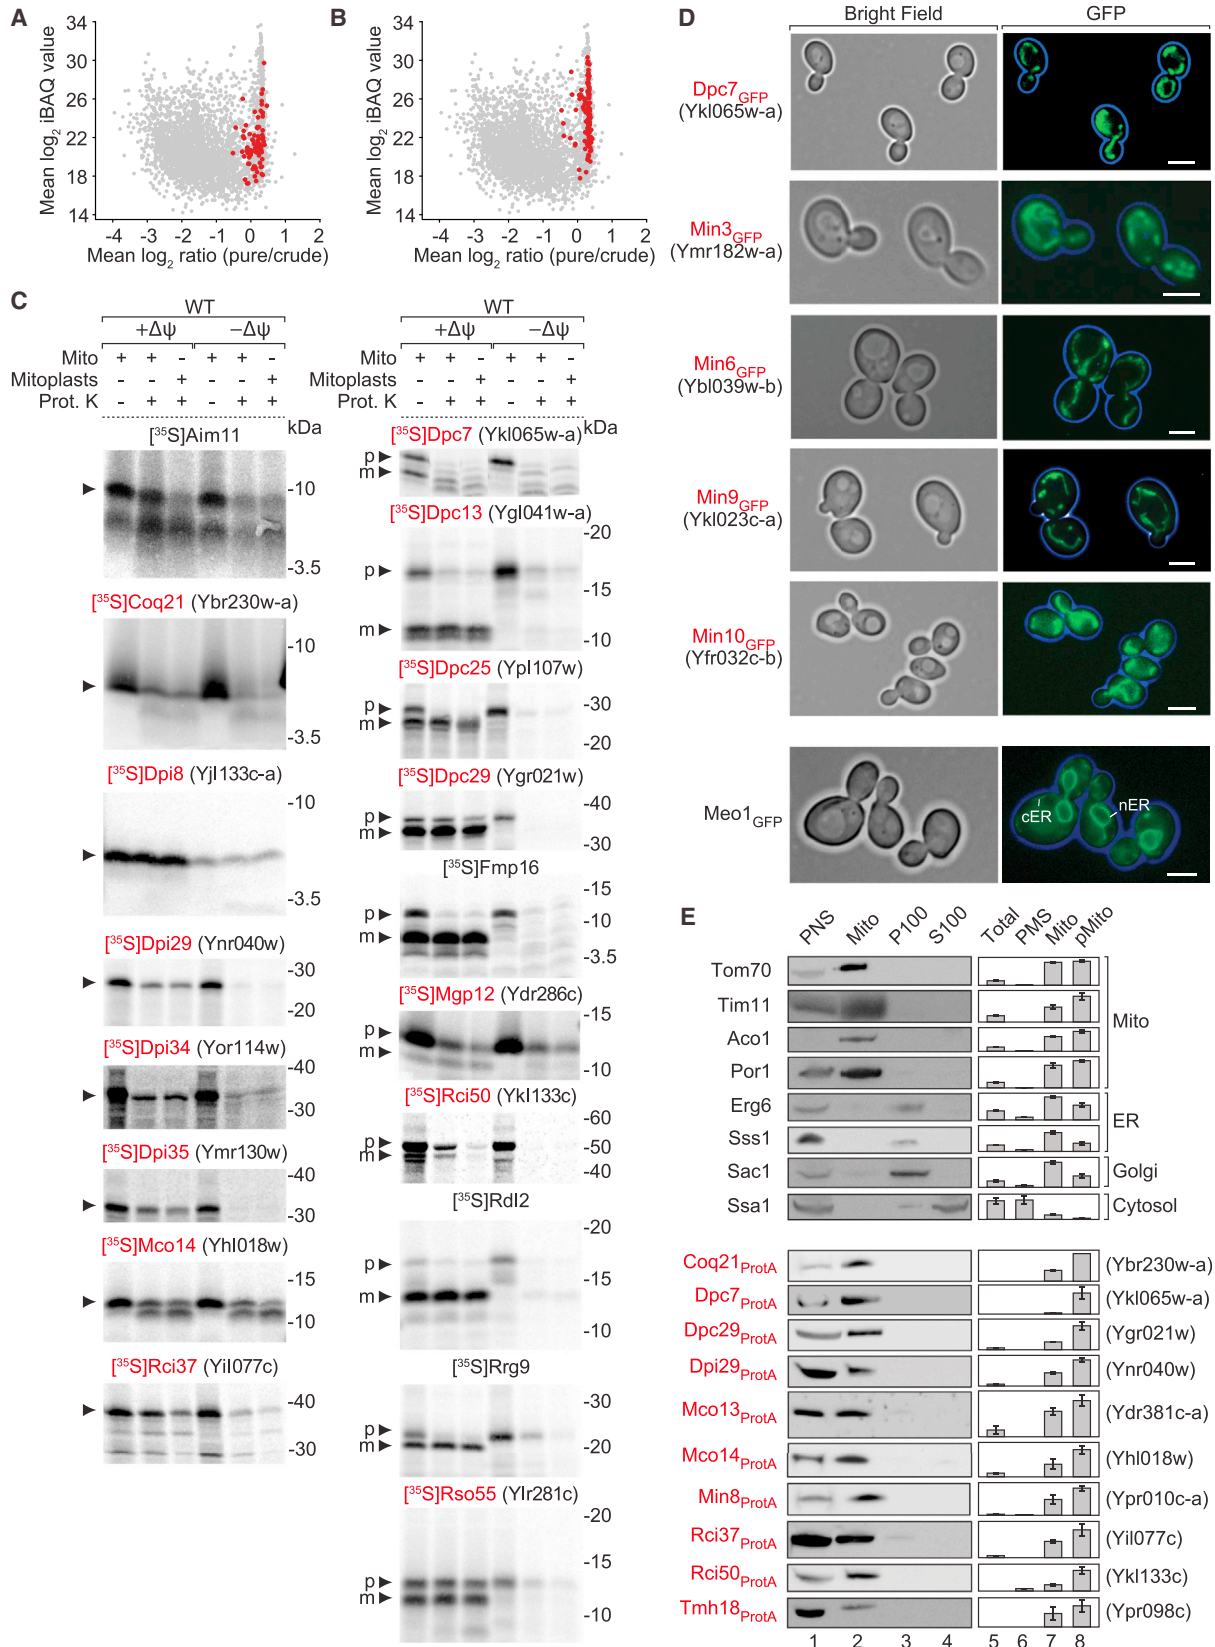 A
34
30
26
22
18
14
Mean log2 iBAQ value
-4 -3 -2 -1 0 1 2
Mean log2 ratio (pure/crude)
B
34
30
26
22
18
14
Mean log2 iBAQ value
-4 -3 -2 -1 0 1 2
Mean log2 ratio (pure/crude)
C
WT
+Δψ −Δψ
Mito + + - + + -
Mitoplasts - - + - - +
Prot. K - + + - + +
[35S]Aim11
kDa
-10
-3.5
[35S]Coq21 (Ybr230w-a)
-10
-3.5
[35S]Dpi8 (Yjl133c-a)
-10
-3.5
[35S]Dpi29 (Ynr040w)
-30
-20
[35S]Dpi34 (Yor114w)
-40
-30
[35S]Dpi35 (Ymr130w)
-40
-30
[35S]Mco14 (Yhl018w)
-15
-10
[35S]Rci37 (Yil077c)
-40
-30
WT
+Δψ −Δψ
Mito + + - + + -
Mitoplasts - - + - - +
Prot. K - + + - + +
[35S]Dpc7 (Ykl065w-a)
kDa
p
m
[35S]Dpc13 (Ygl041w-a)
-20
p
-15
m
-10
[35S]Dpc25 (Ypl107w)
p
-30
m
-20
[35S]Dpc29 (Ygr021w)
p
-40
m
-30
[35S]Fmp16
-15
p
-10
m
-3.5
[35S]Mgp12 (Ydr286c)
-15
p
m
-10
[35S]Rci50 (Ykl133c)
-60
p
-50
m
-40
[35S]Rdl2
-20
p
-15
m
-10
[35S]Rrg9
-30
p
m
-20
[35S]Rso55 (Ylr281c)
-20
-15
p
m
-10
D
Bright Field GFP
Dpc7GFP
(Ykl065w-a)
Min3GFP
(Ymr182w-a)
Min6GFP
(Ybl039w-b)
Min9GFP
(Ykl023c-a)
Min10GFP
(Yfr032c-b)
Meo1GFP
cER
nER
E
PNS Mito P100 S100 Total PMS Mito pMito
Tom70
Tim11
Aco1
Por1
Mito
Erg6
Sss1
ER
Sac1
Golgi
Ssa1
Cytosol
Coq21ProtA (Ybr230w-a)
Dpc7ProtA (Ykl065w-a)
Dpc29ProtA (Ygr021w)
Dpi29ProtA (Ynr040w)
Mco13ProtA (Ydr381c-a)
Mco14ProtA (Yhl018w)
Min8ProtA (Ypr010c-a)
Rci37ProtA (Yil077c)
Rci50ProtA (Ykl133c)
Tmh18ProtA (Ypr098c)
1 2 3 4 5 6 7 8